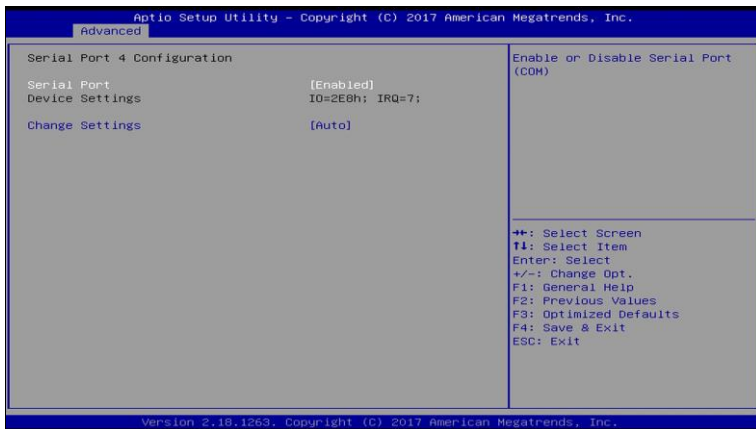 Aptio Setup Utility – Copyright (C) 2017 American Megatrends, Inc.
Advanced
Serial Port 4 Configuration
Serial Port [Enabled]
Device Settings IO=2E8h; IRQ=7;
Change Settings [Auto]
Enable or Disable Serial Port
(COM)
→←: Select Screen
↑↓: Select Item
Enter: Select
+/-: Change Opt.
F1: General Help
F2: Previous Values
F3: Optimized Defaults
F4: Save & Exit
ESC: Exit
Version 2.18.1263. Copyright (C) 2017 American Megatrends, Inc.